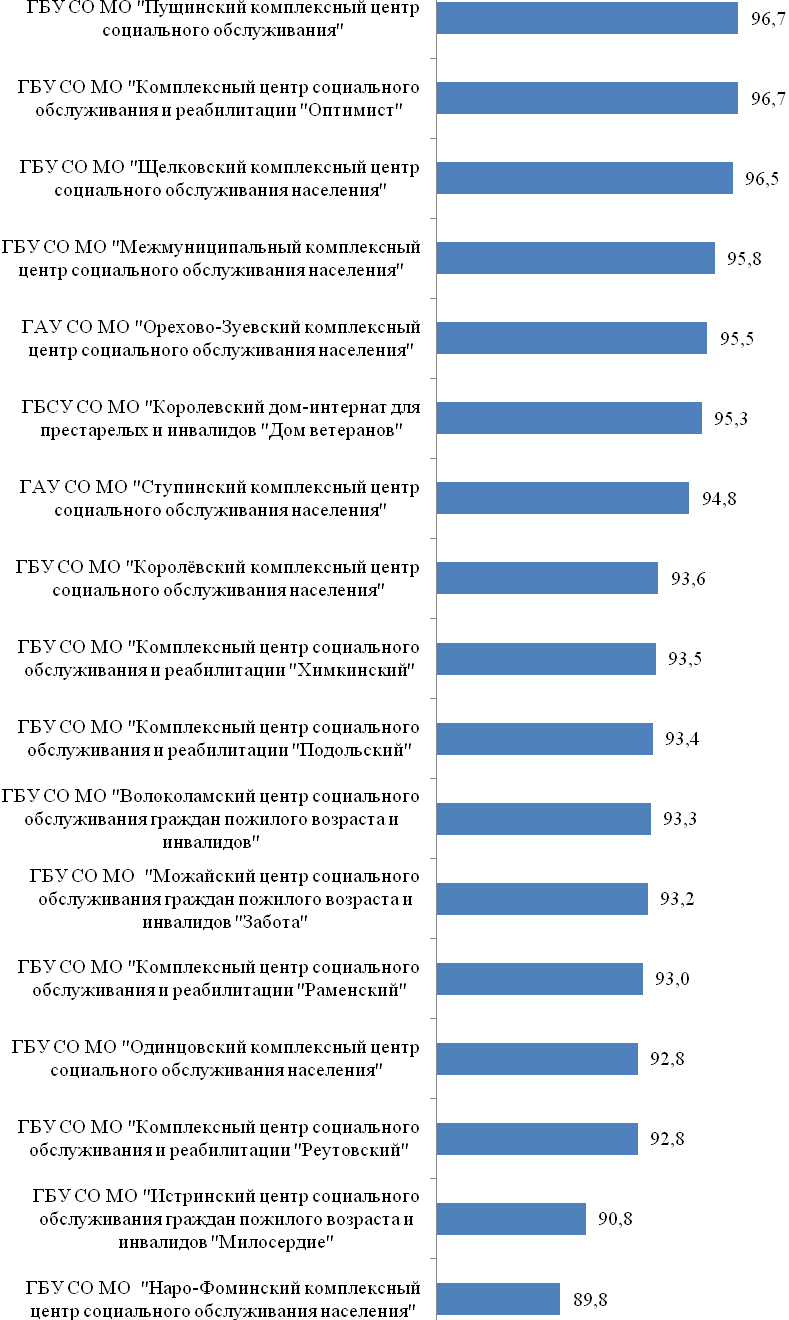 ГБУ СО МО "Пущинский комплексный центр
социального обслуживания"
96,7
ГБУ СО МО "Комплексный центр социального
обслуживания и реабилитации "Оптимист"
96,7
ГБУ СО МО "Щелковский комплексный центр
социального обслуживания населения"
96,5
ГБУ СО МО "Межмуниципальный комплексный
центр социального обслуживания населения"
95,8
ГАУ СО МО "Орехово-Зуевский комплексный
центр социального обслуживания населения"
95,5
ГБСУ СО МО "Королевский дом-интернат для
престарелых и инвалидов "Дом ветеранов"
95,3
ГАУ СО МО "Ступинский комплексный центр
социального обслуживания населения"
94,8
ГБУ СО МО "Королёвский комплексный центр
социального обслуживания населения"
93,6
ГБУ СО МО "Комплексный центр социального
обслуживания и реабилитации "Химкинский"
93,5
ГБУ СО МО "Комплексный центр социального
обслуживания и реабилитации "Подольский"
93,4
ГБУ СО МО "Волоколамский центр социального
обслуживания граждан пожилого возраста и
инвалидов"
93,3
ГБУ СО МО  "Можайский центр социального
обслуживания граждан пожилого возраста и
инвалидов "Забота"
93,2
ГБУ СО МО "Комплексный центр социального
обслуживания и реабилитации "Раменский"
93,0
ГБУ СО МО "Одинцовский комплексный центр
социального обслуживания населения"
92,8
ГБУ СО МО "Комплексный центр социального
обслуживания и реабилитации "Реутовский"
92,8
ГБУ СО МО "Истринский центр социального
обслуживания граждан пожилого возраста и
инвалидов "Милосердие"
90,8
ГБУ СО МО  "Наро-Фоминский комплексный
центр социального обслуживания населения"
89,8